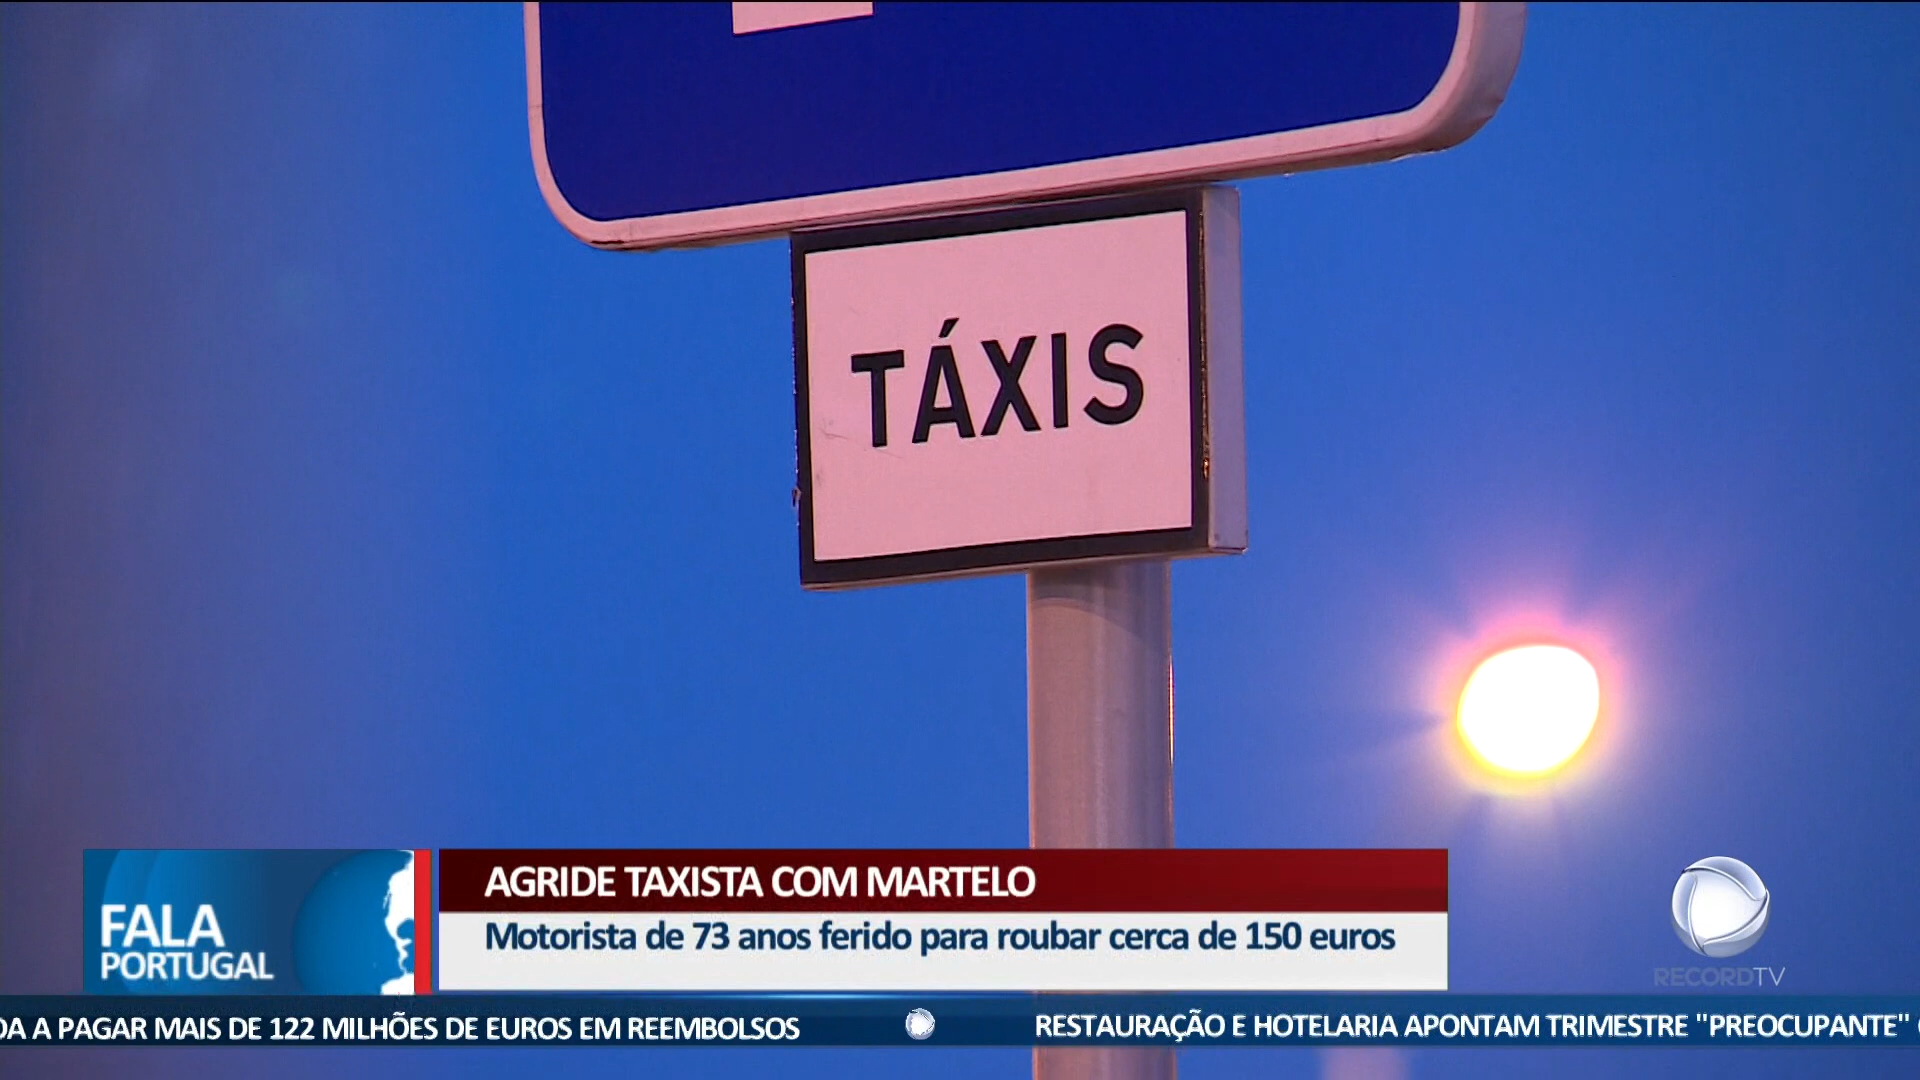 TÁXIS
AGRIDE TAXISTA COM MARTELO
Motorista de 73 anos ferido para roubar cerca de 150 euros
FALA
PORTUGAL
RECORDTV
DA A PAGAR MAIS DE 122 MILHÕES DE EUROS EM REEMBOLSOS
RESTAURAÇÃO E HOTELARIA APONTAM TRIMESTRE "PREOCUPANTE"